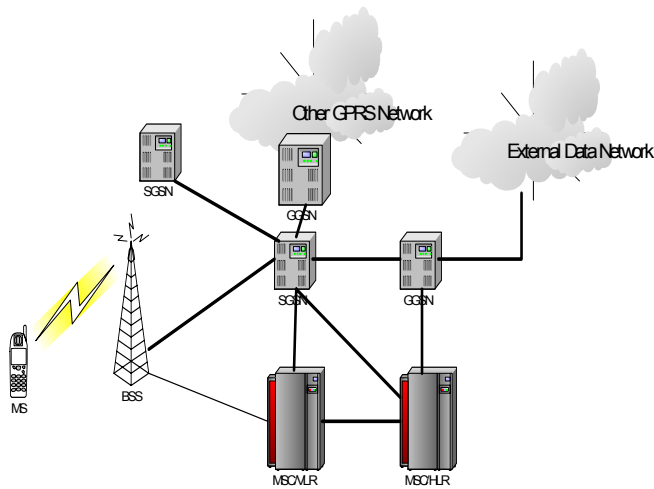 Other GPRS Network
External Data Network
SGSN
GGSN
SGSN
GGSN
MS
BSS
MSC/VLR
MSC/HLR